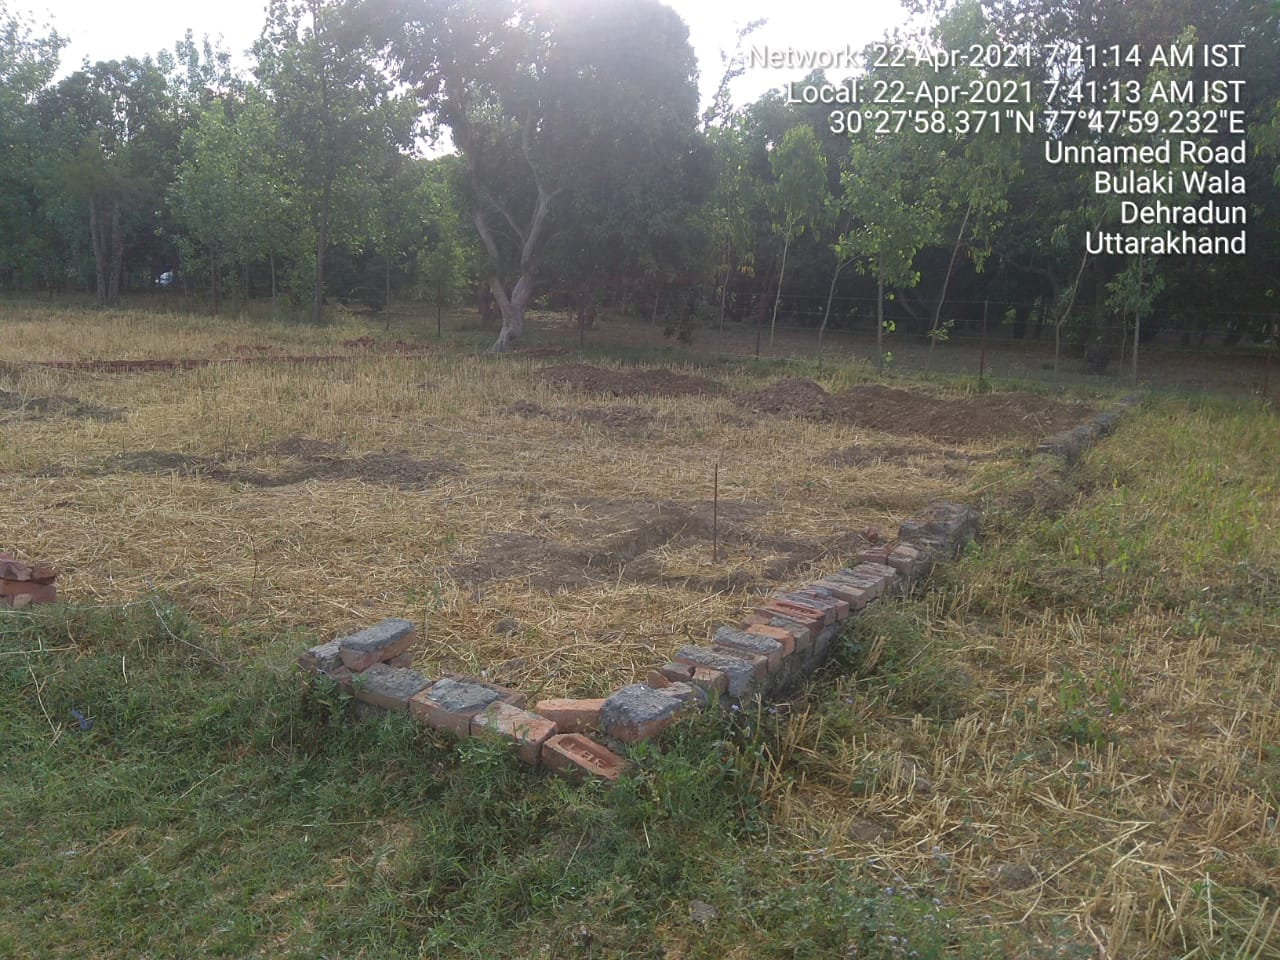 Network: 22-Apr-2021 7:41:14 AM IST
Local: 22-Apr-2021 7:41:13 AM IST
30°27'58.371"N 77°47'59.232"E
Unnamed Road
Bulaki Wala
Dehradun
Uttarakhand